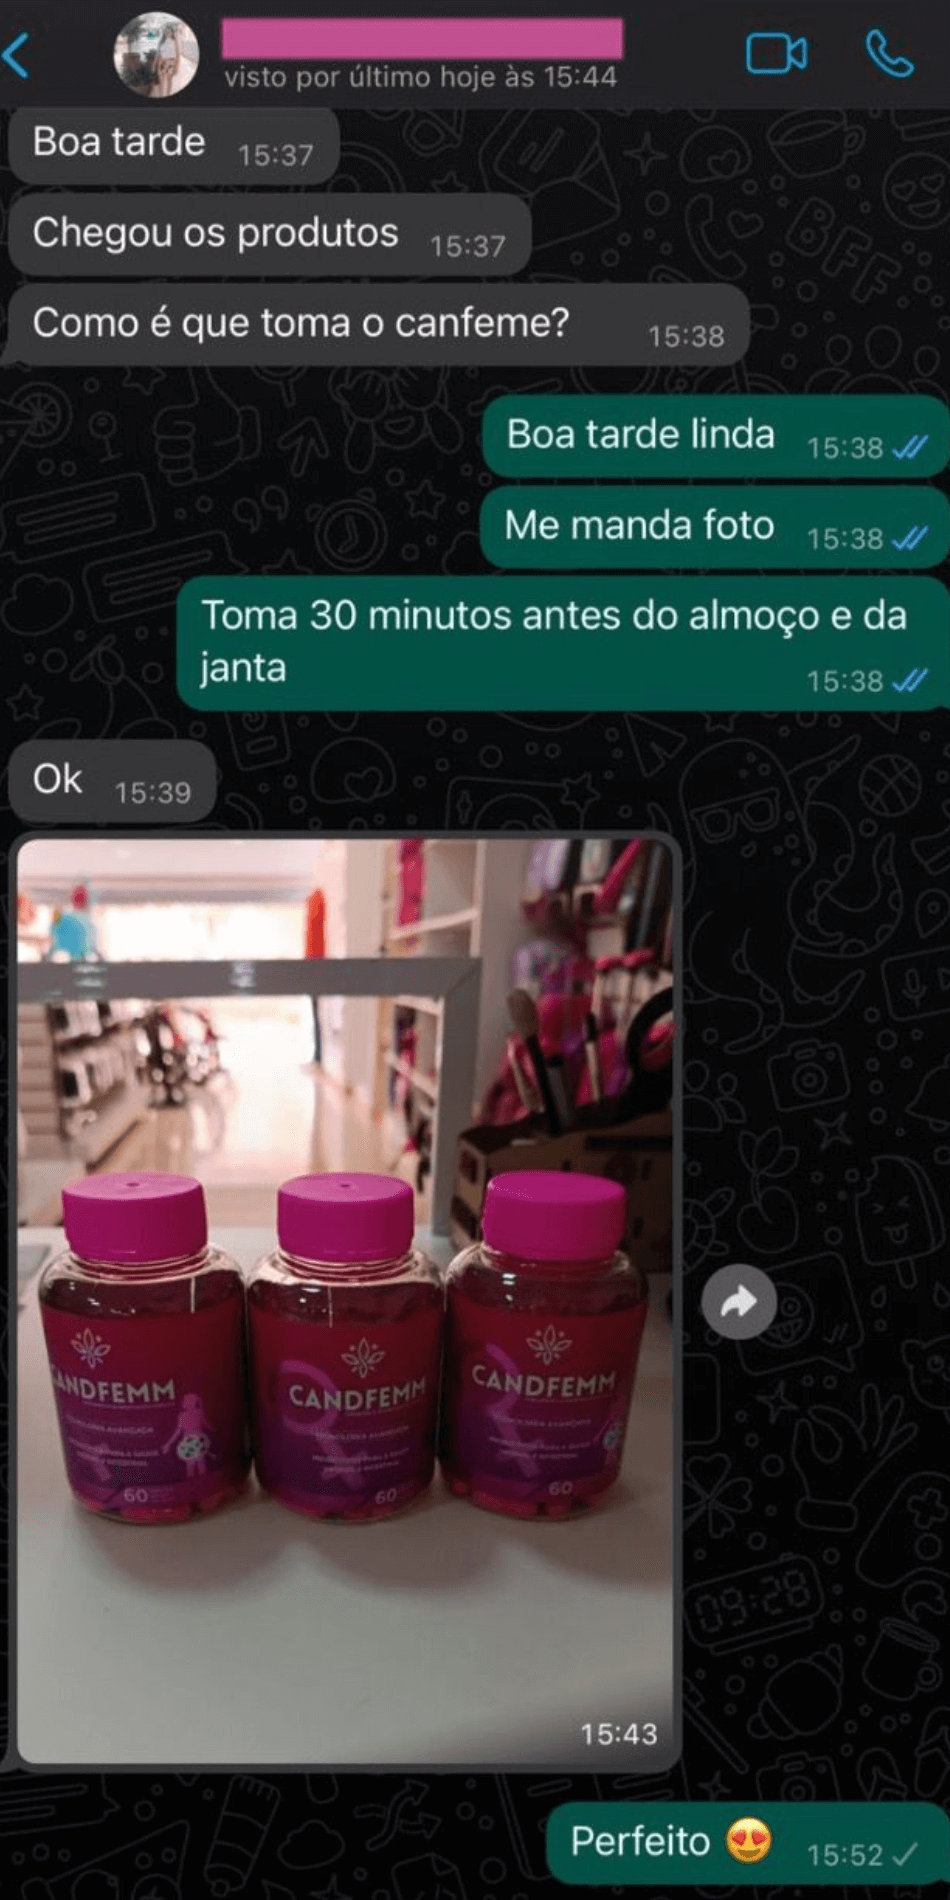 visto por último hoje às 15:44
Boa tarde 15:37
Chegou os produtos 15:37
Como é que toma o canfeme? 15:38
Boa tarde linda 15:38
Me manda foto 15:38
Toma 30 minutos antes do almoço e da
janta 15:38
Ok 15:39
ANDFEMM
CANDFEMM
CANDFEMM
60
60
60
15:43
Perfeito 😍 15:52